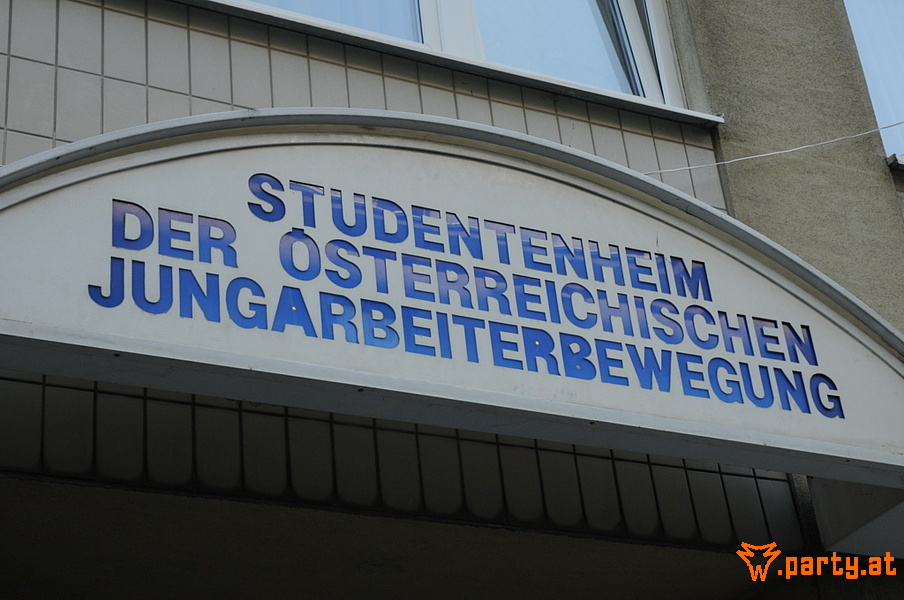 STUDENTENHEIM
DER ÖSTERREICHISCHEN
JUNGARBEITERBEWEGUNG
w.party.at